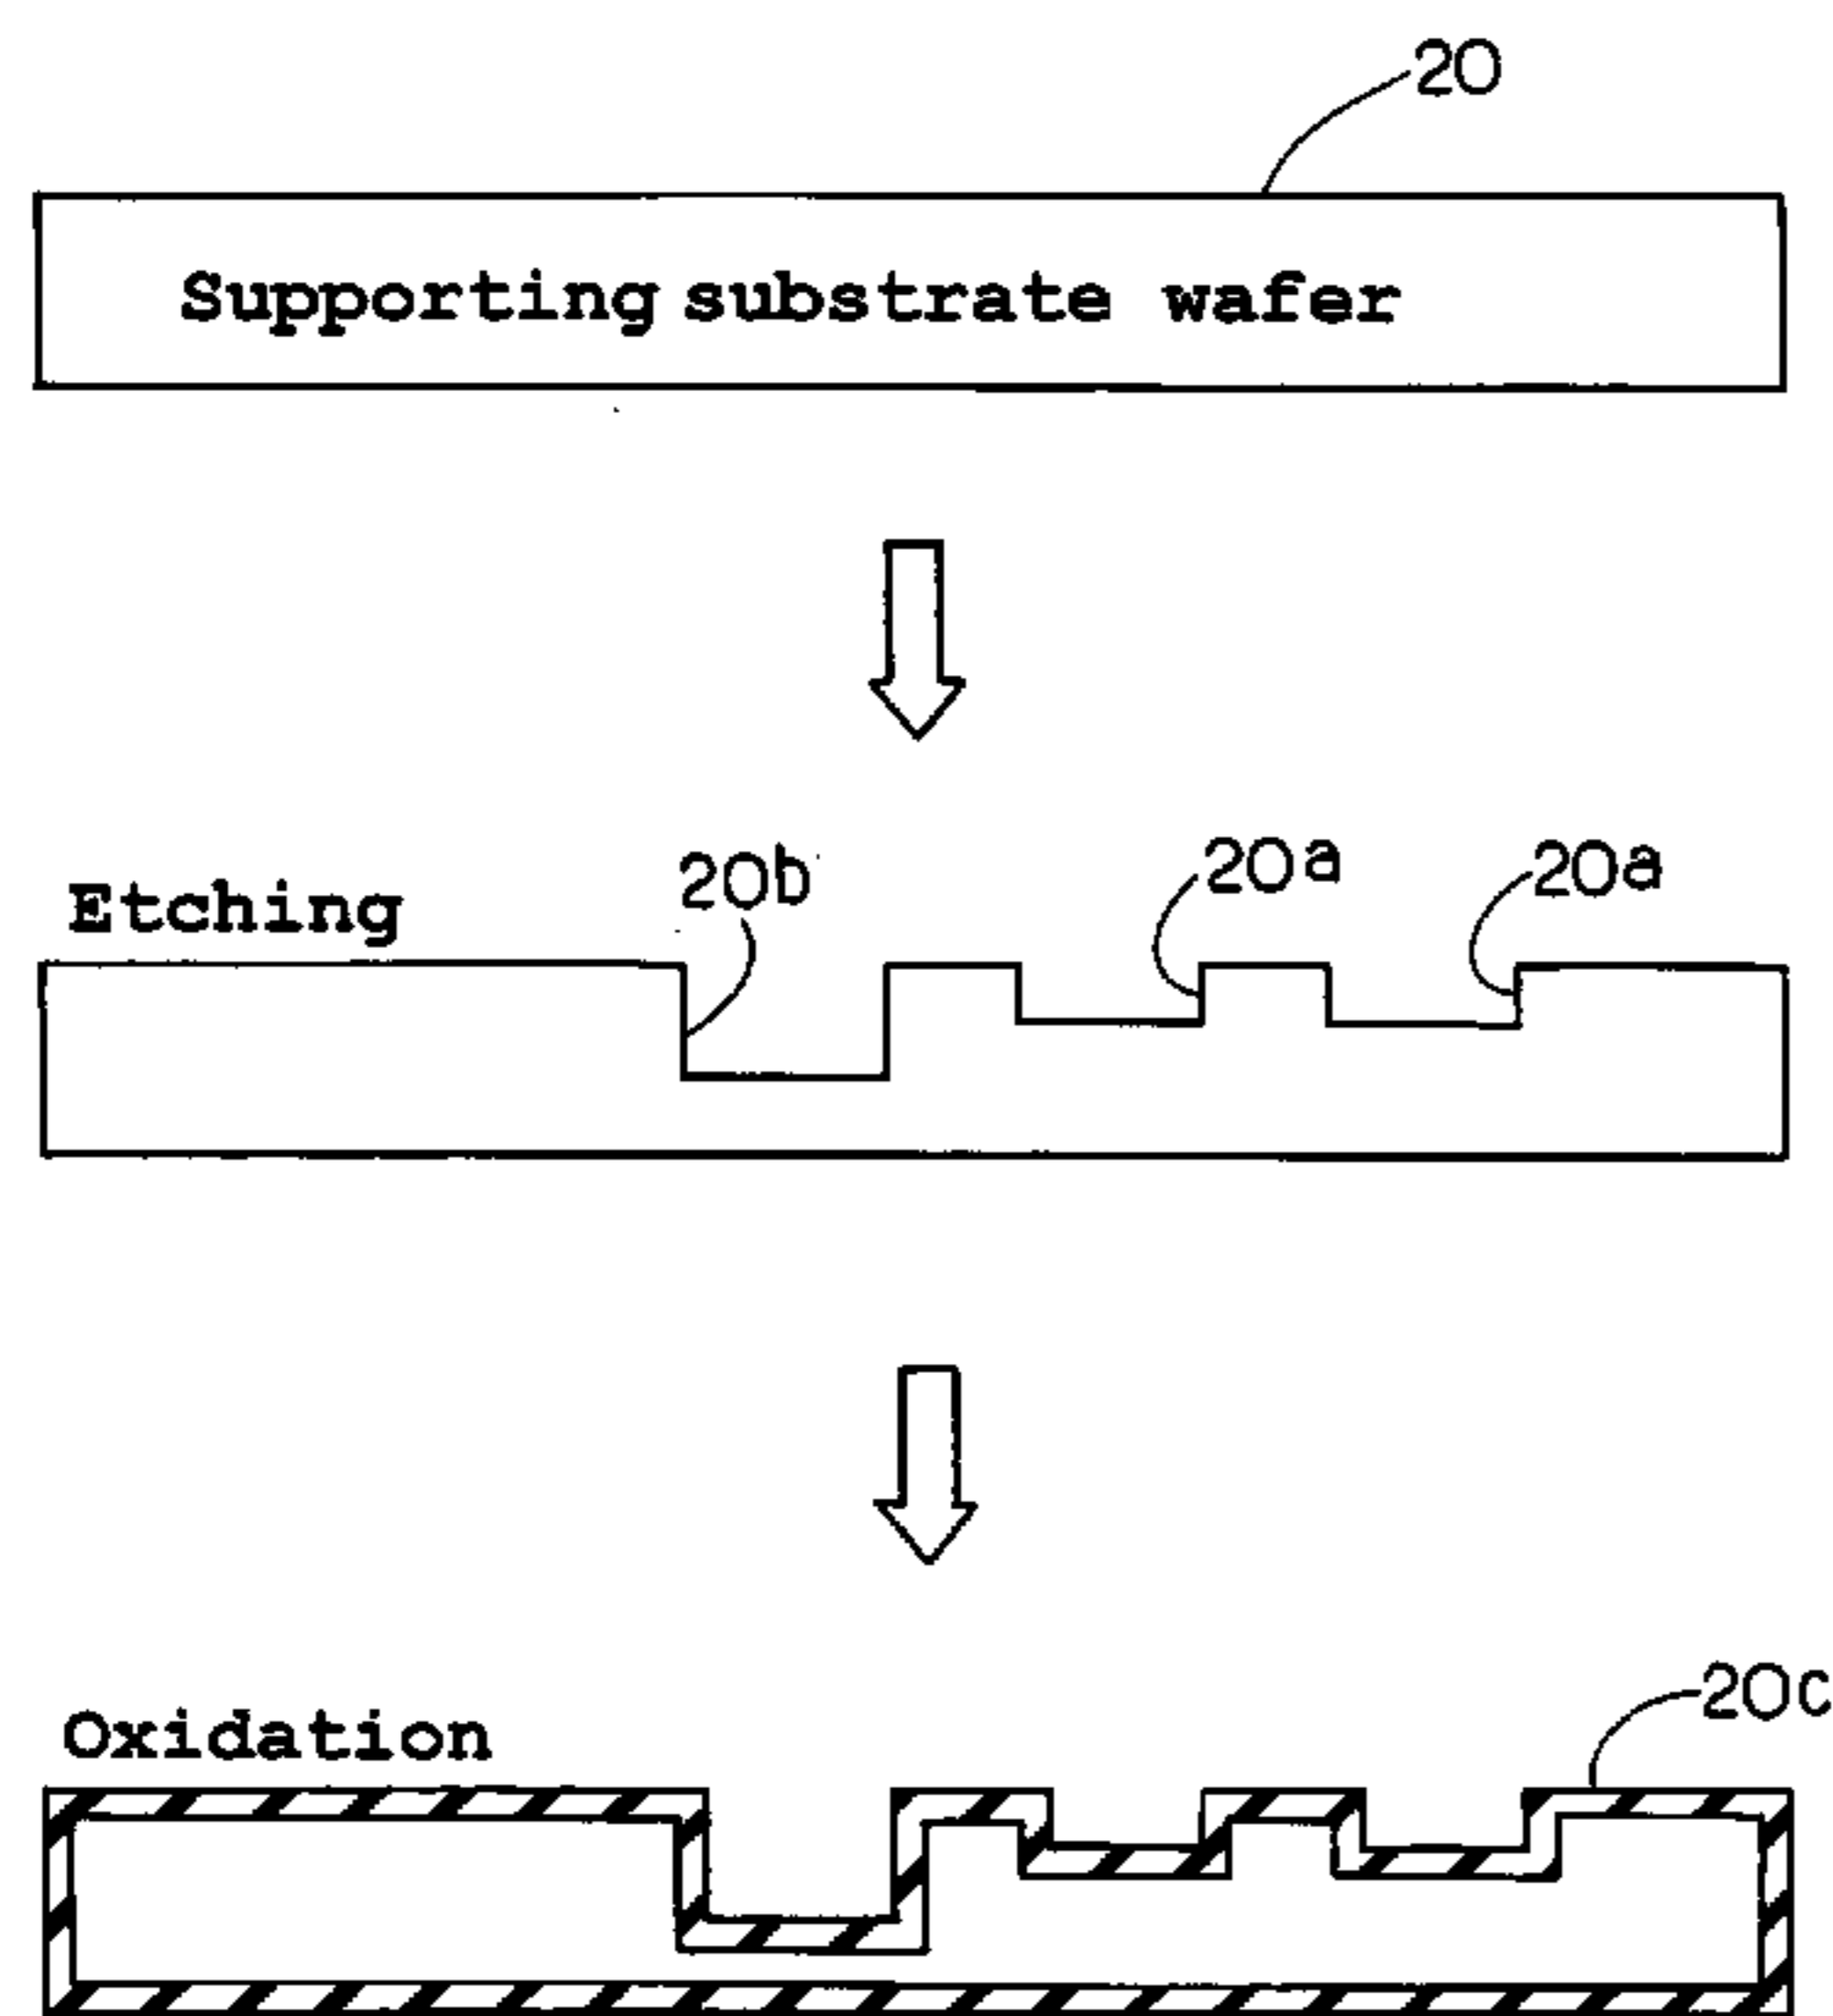 20
Supporting substrate wafer
20b
20a
20a
Etching
20c
Oxidation